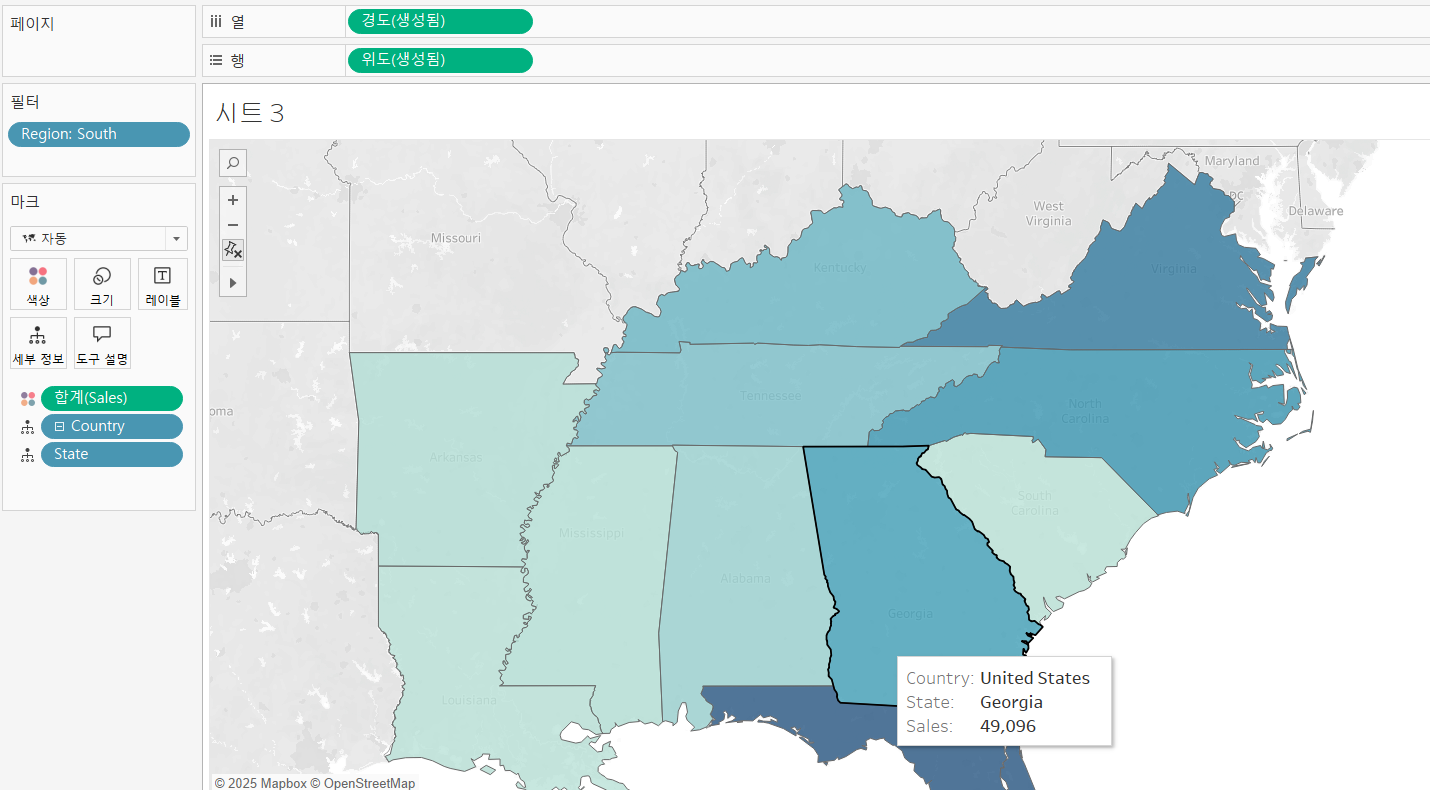 페이지
iii 열
경도(생성됨)
행
위도(생성됨)
필터
Region: South
시트 3
마크
자동
색상
크기
레이블
세부 정보
도구 설명
합계(Sales)
Country
State
Maryland
DC
Delaware
West
Virginia
Missouri
Kentucky
Virginia
oma
Tennessee
North
Carolina
Arkansas
South
Carolina
Mississippi
Alabama
Georgia
Louisiana
Country: United States
State: Georgia
Sales: 49,096
© 2025 Mapbox © OpenStreetMap